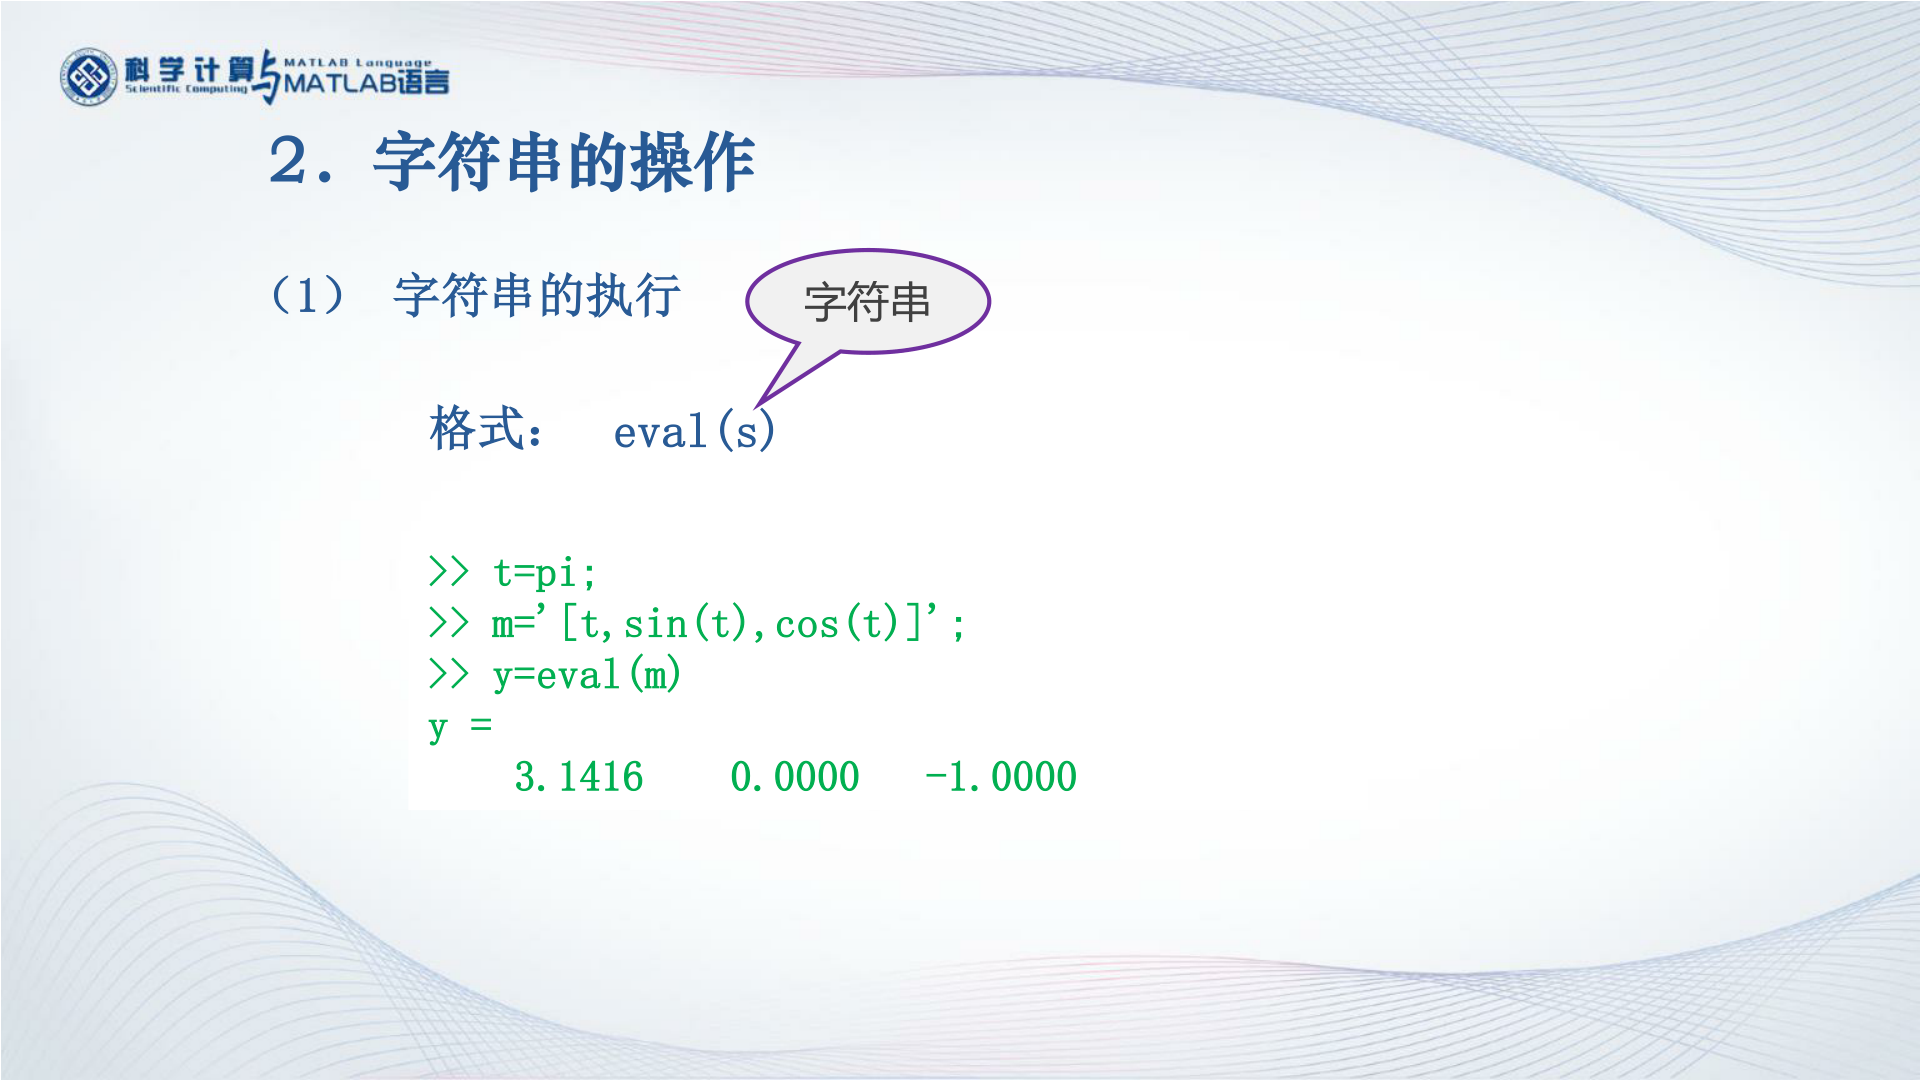 科学计算与MATLAB语言
Scientific Computing MATLAB Language
2. 字符串的操作
（1） 字符串的执行
字符串
格式： eval(s)
>> t=pi;
>> m='[t,sin(t),cos(t)]';
>> y=eval(m)
y =
3.1416 0.0000 -1.0000